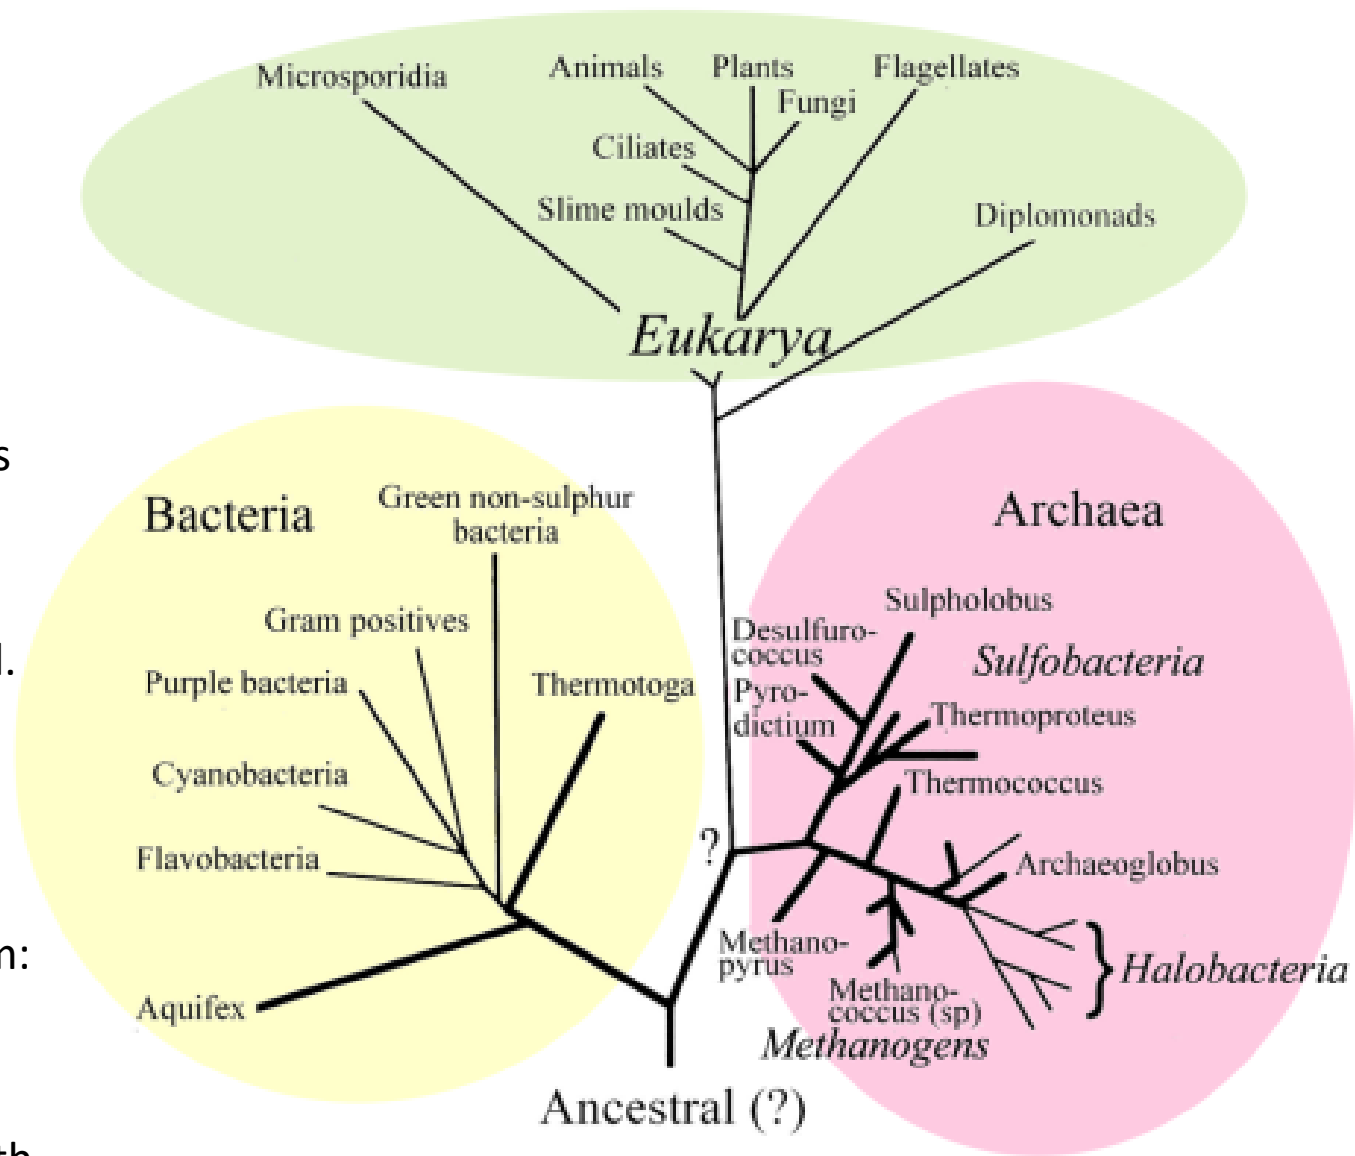 Microsporidia
Animals
Plants
Flagellates
Fungi
Ciliates
Slime moulds
Diplomonads
Eukarya
s
Bacteria
Green non-sulphur
bacteria
Gram positives
Purple bacteria
Thermotoga
Cyanobacteria
Flavobacteria
Aquifex
Archaea
Sulpholobus
Desulfuro-
coccus
Sulfobacteria
Pyro-
dictium
Thermoproteus
Thermococcus
?
Archaeoglobus
Methano-
pyrus
Halobacteria
Methano-
coccus (sp)
Methanogens
Ancestral (?)
l.
n: